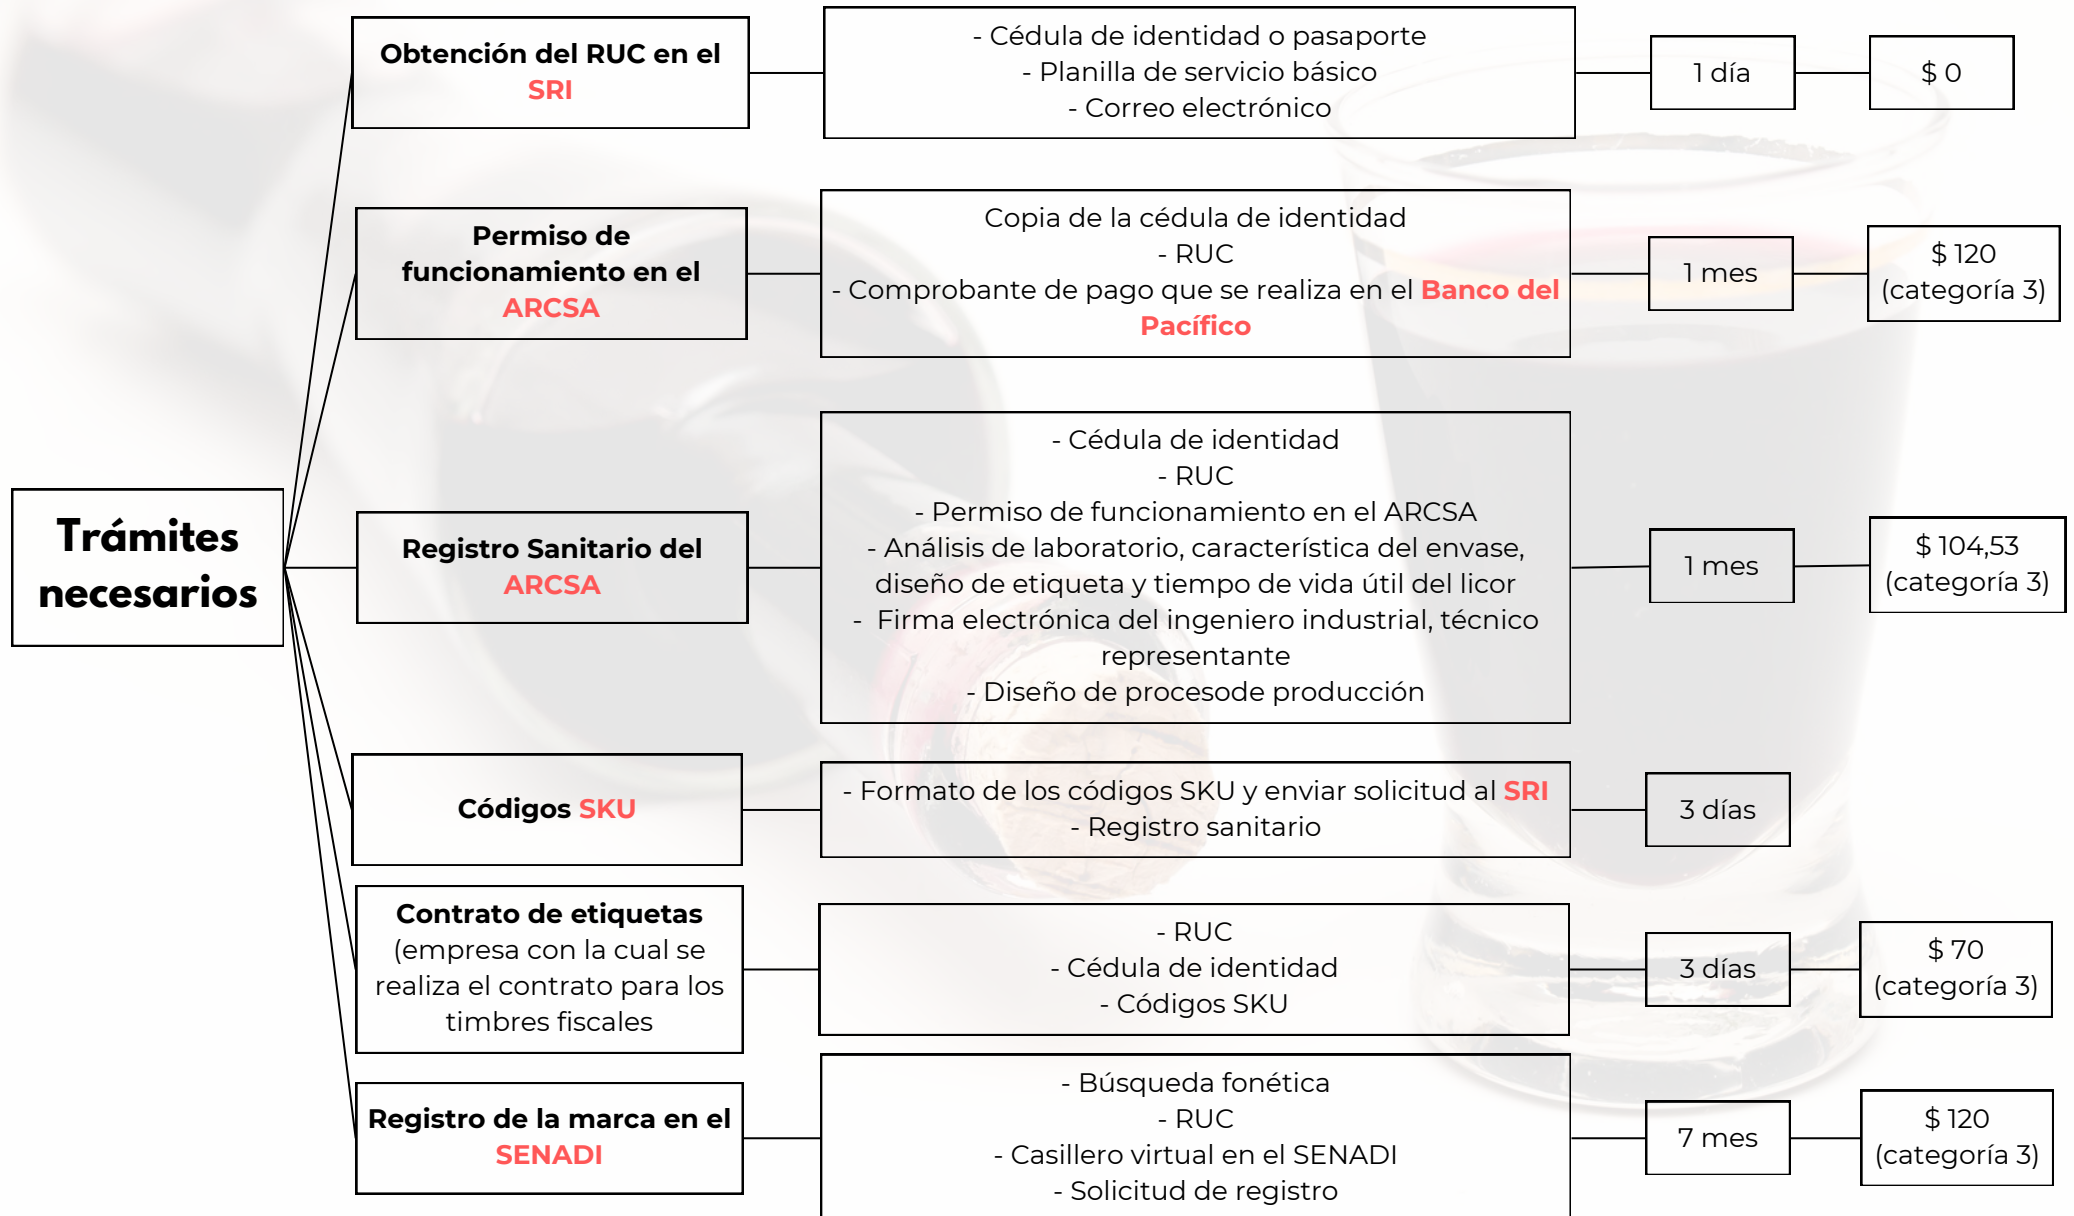 Trámites
necesarios
Obtención del RUC en el
SRI
- Cédula de identidad o pasaporte
- Planilla de servicio básico
- Correo electrónico
1 día
$ 0
Permiso de
funcionamiento en el
ARCSA
Copia de la cédula de identidad
- RUC
- Comprobante de pago que se realiza en el Banco del
Pacífico
1 mes
$ 120
(categoría 3)
Registro Sanitario del
ARCSA
- Cédula de identidad
- RUC
- Permiso de funcionamiento en el ARCSA
- Análisis de laboratorio, característica del envase,
diseño de etiqueta y tiempo de vida útil del licor
- Firma electrónica del ingeniero industrial, técnico
representante
- Diseño de procesode producción
1 mes
$ 104,53
(categoría 3)
Códigos SKU
- Formato de los códigos SKU y enviar solicitud al SRI
- Registro sanitario
3 días
Contrato de etiquetas
(empresa con la cual se
realiza el contrato para los
timbres fiscales
- RUC
- Cédula de identidad
- Códigos SKU
3 días
$ 70
(categoría 3)
Registro de la marca en el
SENADI
- Búsqueda fonética
- RUC
- Casillero virtual en el SENADI
- Solicitud de registro
7 mes
$ 120
(categoría 3)